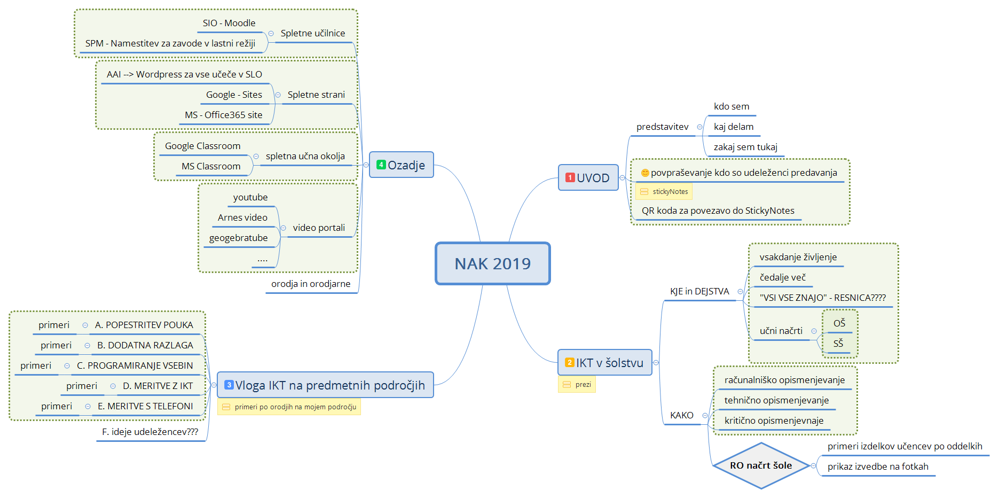 NAK 2019
1 UVOD
predstavitev
kdo sem
kaj delam
zakaj sem tukaj
😊povpraševanje kdo so udeleženci predavanja
stickyNotes
QR koda za povezavo do StickyNotes
2 IKT v šolstvu
prezi
KJE in DEJSTVA
vsakdanje življenje
čedalje več
"VSI VSE ZNAJO" - RESNICA????
učni načrti
OŠ
SŠ
KAKO
računalniško opismenjevanje
tehnično opismenjevanje
kritično opismenjevnaje
RO načrt šole
primeri izdelkov učencev po oddelkih
prikaz izvedbe na fotkah
3 Vloga IKT na predmetnih področjih
primeri po orodjih na mojem področju
A. POPESTRITEV POUKA
primeri
B. DODATNA RAZLAGA
primeri
C. PROGRAMIRANJE VSEBIN
primeri
D. MERITVE Z IKT
primeri
E. MERITVE S TELEFONI
primeri
F. ideje udeležencev???
4 Ozadje
Spletne učilnice
SIO - Moodle
SPM - Namestitev za zavode v lastni režiji
Spletne strani
AAI --> Wordpress za vse učeče v SLO
Google - Sites
MS - Office365 site
spletna učna okolja
Google Classroom
MS Classroom
video portali
youtube
Arnes video
geogebratube
....
orodja in orodjarne